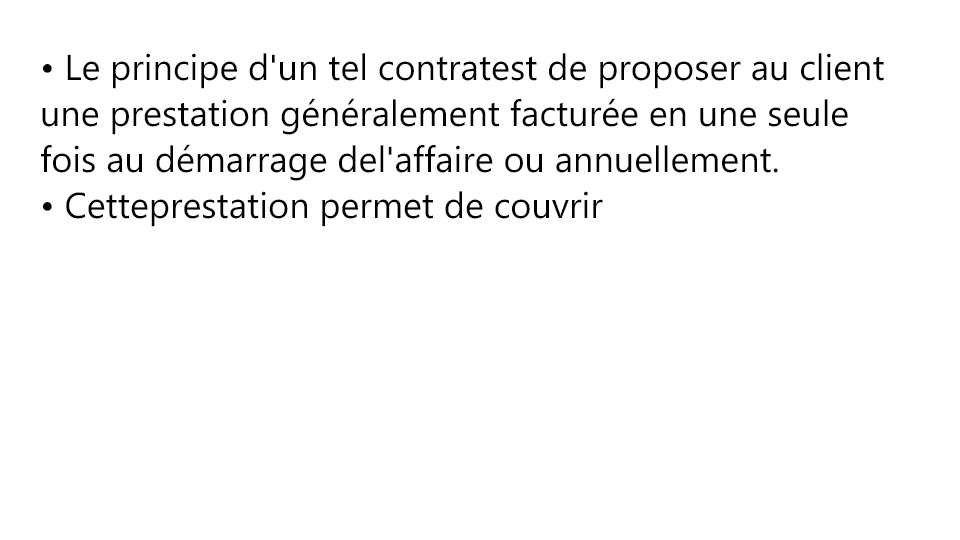 • Le principe d'un tel contratest de proposer au client
une prestation généralement facturée en une seule
fois au démarrage del'affaire ou annuellement.
• Cetteprestation permet de couvrir